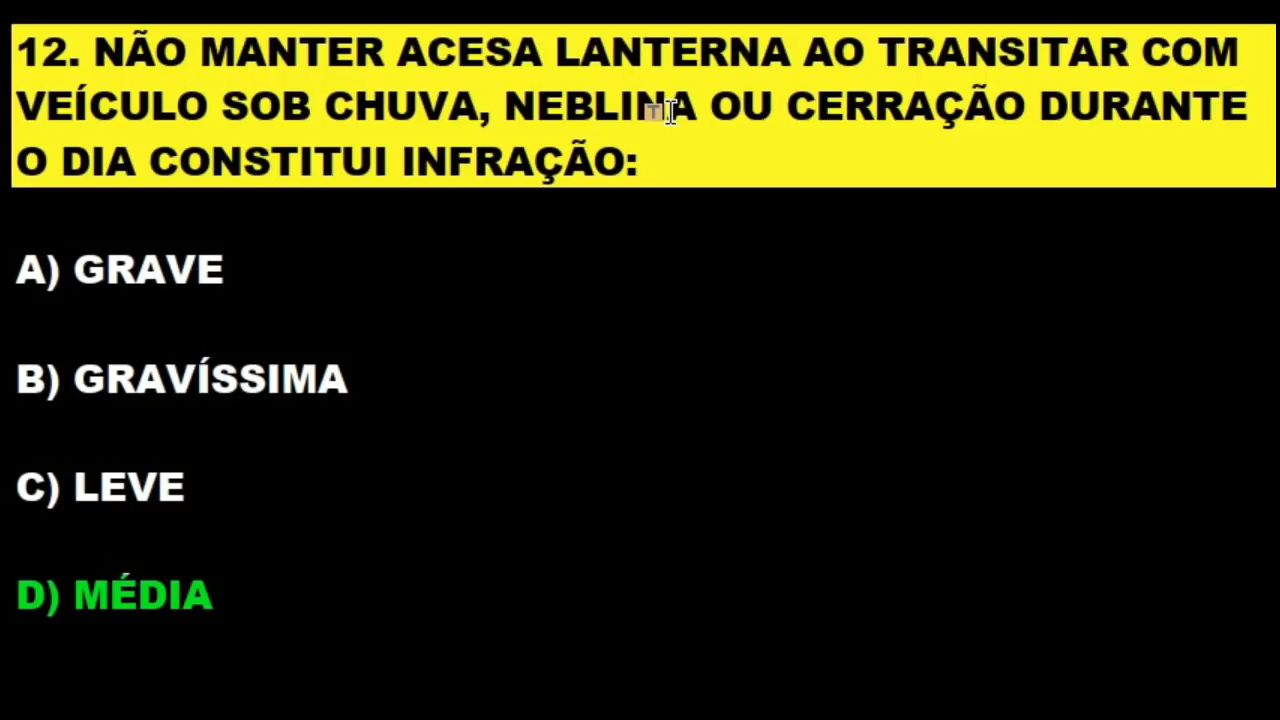 12. NÃO MANTER ACESA LANTERNA AO TRANSITAR COM
VEÍCULO SOB CHUVA, NEBLINA OU CERRAÇÃO DURANTE
O DIA CONSTITUI INFRAÇÃO:
A) GRAVE
B) GRAVÍSSIMA
C) LEVE
D) MÉDIA